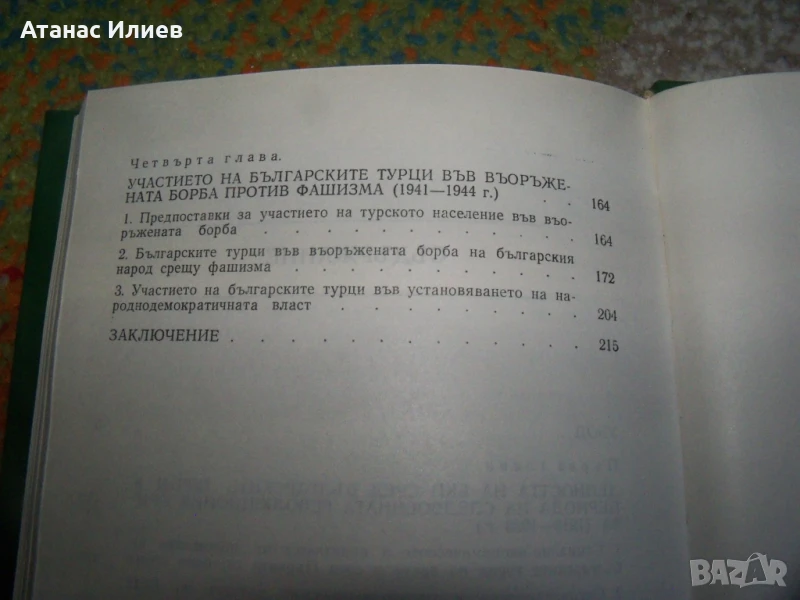 Атанас Илиев
Четвърта глава.
УЧАСТИЕТО НА БЪЛГАРСКИТЕ ТУРЦИ ВЪВ ВЪОРЪЖЕ-
НАТА БОРБА ПРОТИВ ФАШИЗМА (1941—1944 г.) . . 164
1. Предпоставки за участието на турското население във въо-
ръжената борба . . . . . . . . . . . 164
2. Българските турци във въоръжената борба на българския
народ срещу фашизма . . . . . . . . . . 172
3. Участието на българските турци във установяването на на-
роднодемократичната власт . . . . . . . . 204
ЗАКЛЮЧЕНИЕ . . . . . . . . . . . . 215
BAZAR